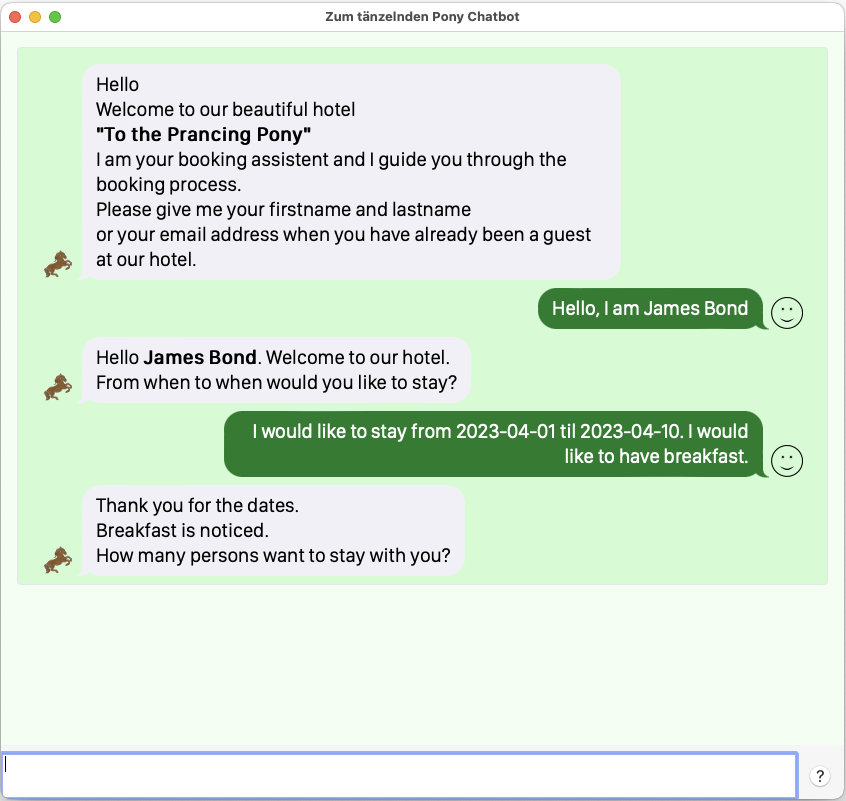 Zum tänzelnden Pony Chatbot
Hello
Welcome to our beautiful hotel
"To the Prancing Pony"
I am your booking assistent and I guide you through the
booking process.
Please give me your firstname and lastname
or your email address when you have already been a guest
at our hotel.
Hello, I am James Bond
Hello James Bond. Welcome to our hotel.
From when to when would you like to stay?
I would like to stay from 2023-04-01 til 2023-04-10. I would
like to have breakfast.
Thank you for the dates.
Breakfast is noticed.
How many persons want to stay with you?
?